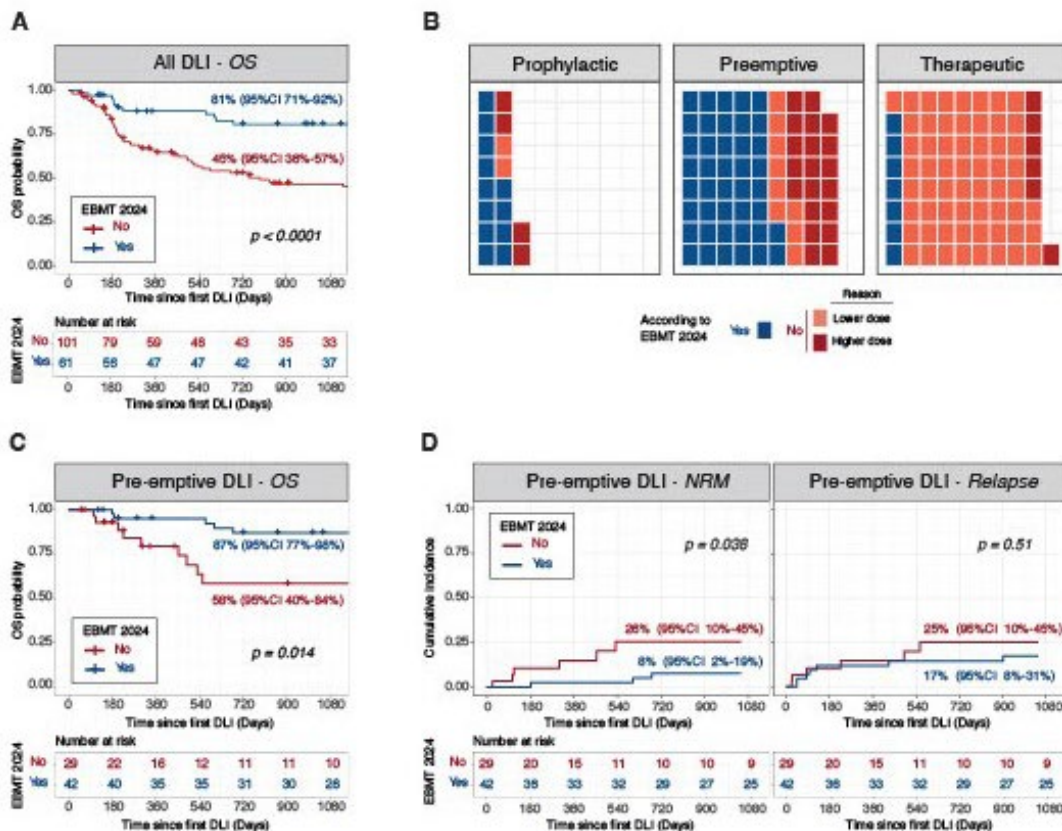 A
All DLI - OS
1.00
0.75
0.50
0.25
0.00
OS probability
81% (95%CI 71%-92%)
46% (95%CI 36%-57%)
EBMT 2024
No
Yes
p < 0.0001
0 180 360 540 720 900 1080
Time since first DLI (Days)
Number at risk
EBMT 2024
No 101 79 59 48 43 35 33
Yes 61 56 47 47 42 41 37
0 180 360 540 720 900 1080
Time since first DLI (Days)
B
Prophylactic Preemptive Therapeutic
According to EBMT 2024
Yes
No
Reason
Lower dose
Higher dose
C
Pre-emptive DLI - OS
1.00
0.75
0.50
0.25
0.00
OS probability
87% (95%CI 77%-98%)
58% (95%CI 40%-84%)
EBMT 2024
No
Yes
p = 0.014
0 180 360 540 720 900 1080
Time since first DLI (Days)
Number at risk
EBMT 2024
No 29 22 16 12 11 11 10
Yes 42 40 35 35 31 30 28
0 180 360 540 720 900 1080
Time since first DLI (Days)
D
Pre-emptive DLI - NRM
Pre-emptive DLI - Relapse
1.00
0.75
0.50
0.25
0.00
Cumulative incidence
EBMT 2024
No
Yes
p = 0.036
26% (95%CI 10%-45%)
8% (95%CI 2%-19%)
p = 0.51
25% (95%CI 10%-45%)
17% (95%CI 8%-31%)
0 180 360 540 720 900 1080
0 180 360 540 720 900 1080
Time since first DLI (Days)
Time since first DLI (Days)
Number at risk
Number at risk
EBMT 2024
No 29 20 15 11 10 10 9
29 20 15 11 10 10 9
Yes 42 38 33 32 29 27 25
42 36 33 32 29 27 25
0 180 360 540 720 900 1080
0 180 360 540 720 900 1080
Time since first DLI (Days)
Time since first DLI (Days)